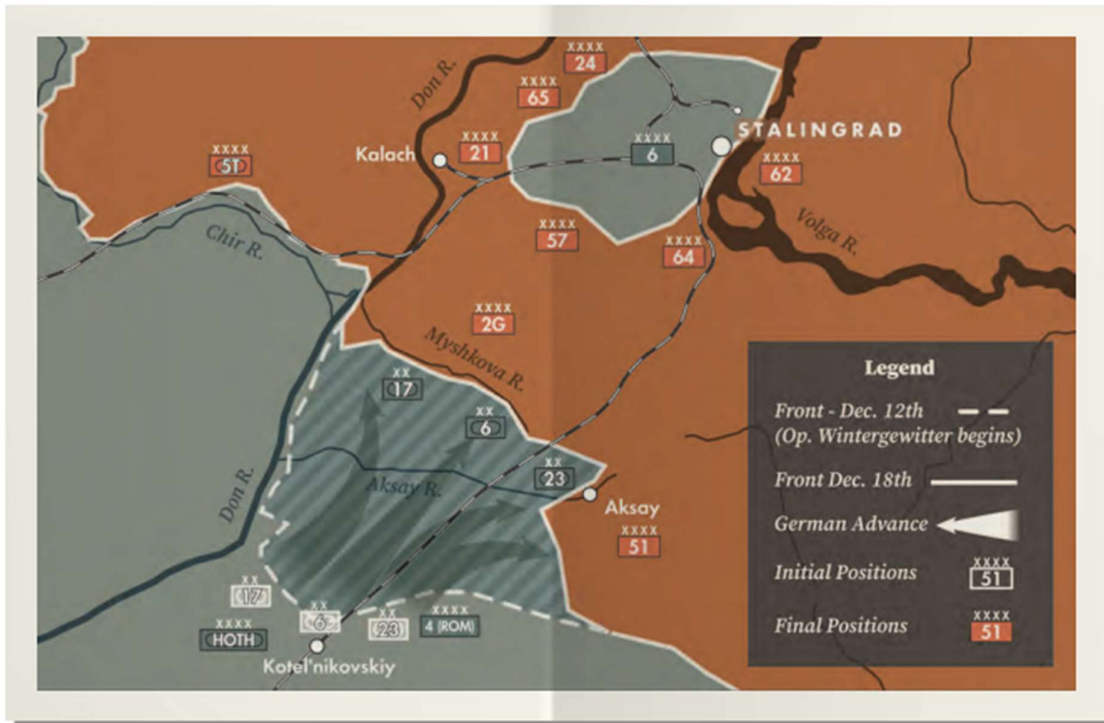 XXXX
24
Don R.
XXXX
65
STALINGRAD
XXXX
6
XXXX
21
Kalach
XXXX
5T
XXXX
62
Volga R.
XXXX
57
Chir R.
XXXX
64
XXXX
2G
Myshkova R.
XX
17
XX
6
XX
23
Aksay R.
Don R.
Aksay
XXXX
51
XX
17
XX
6
XX
23
XXXX
4 (ROM)
XXXX
HOTH
Kotel'nikovskiy
Legend
Front - Dec. 12th
(Op. Wintergewitter begins)
Front Dec. 18th
German Advance
Initial Positions
XXXX
51
Final Positions
XXXX
51